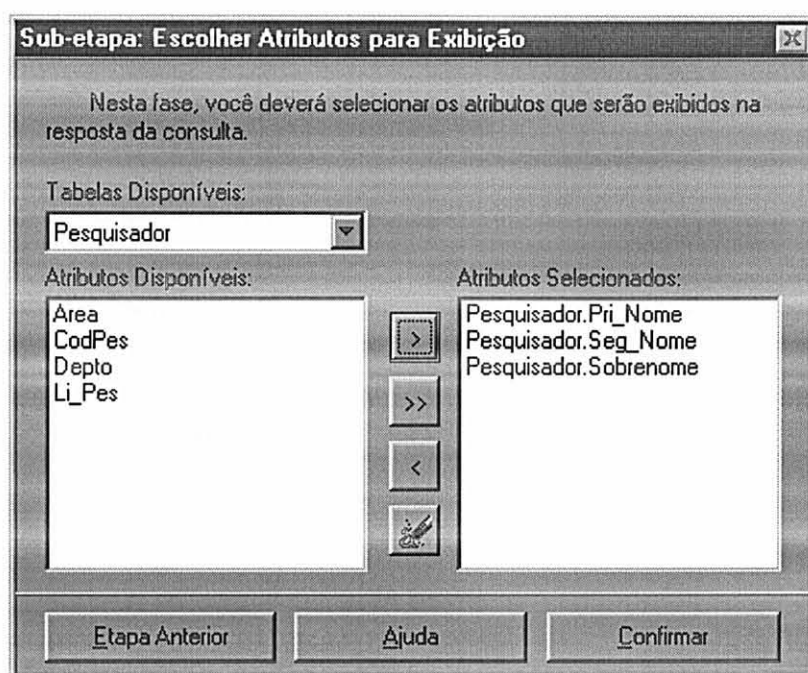 Sub-etapa: Escolher Atributos para Exibição
Nesta fase, você deverá selecionar os atributos que serão exibidos na
resposta da consulta.
Tabelas Disponíveis:
Pesquisador
Atributos Disponíveis:
Atributos Selecionados:
Área
CodPes
Depto
Li_Pes
>
>>
<
Pesquisador.Pri_Nome
Pesquisador.Seg_Nome
Pesquisador.Sobrenome
Etapa Anterior
Ajuda
Confirmar